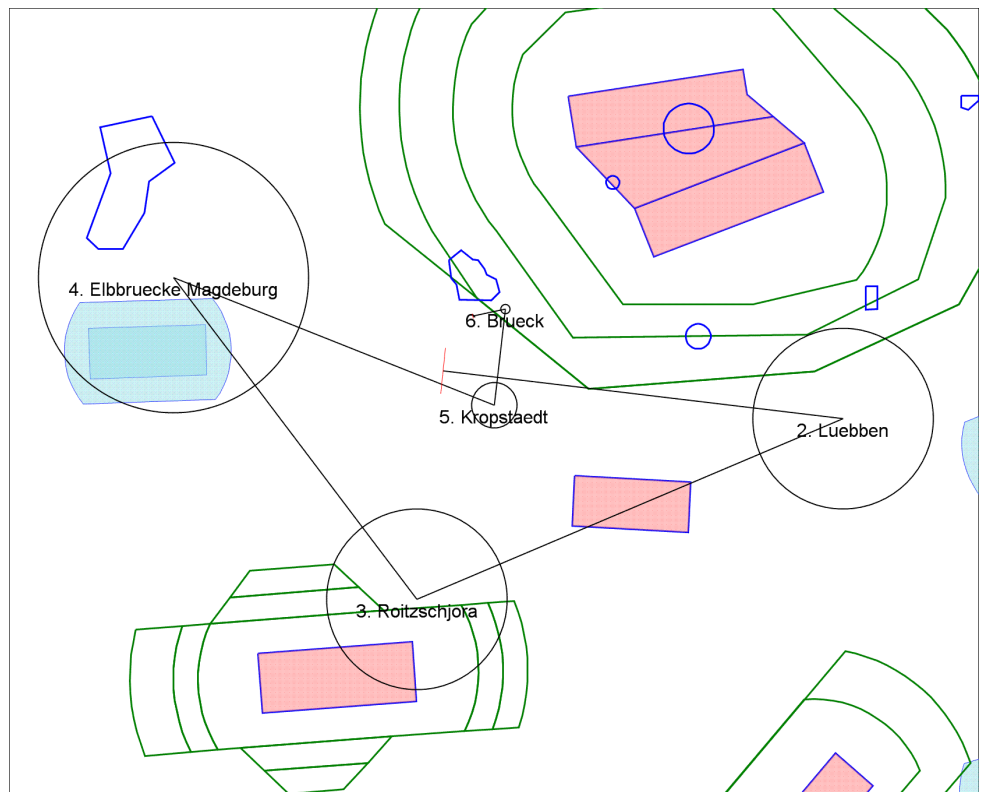 4. Elbbruecke Magdeburg
6. Brueck
5. Kropstaedt
2. Luebben
3. Roitzschjora